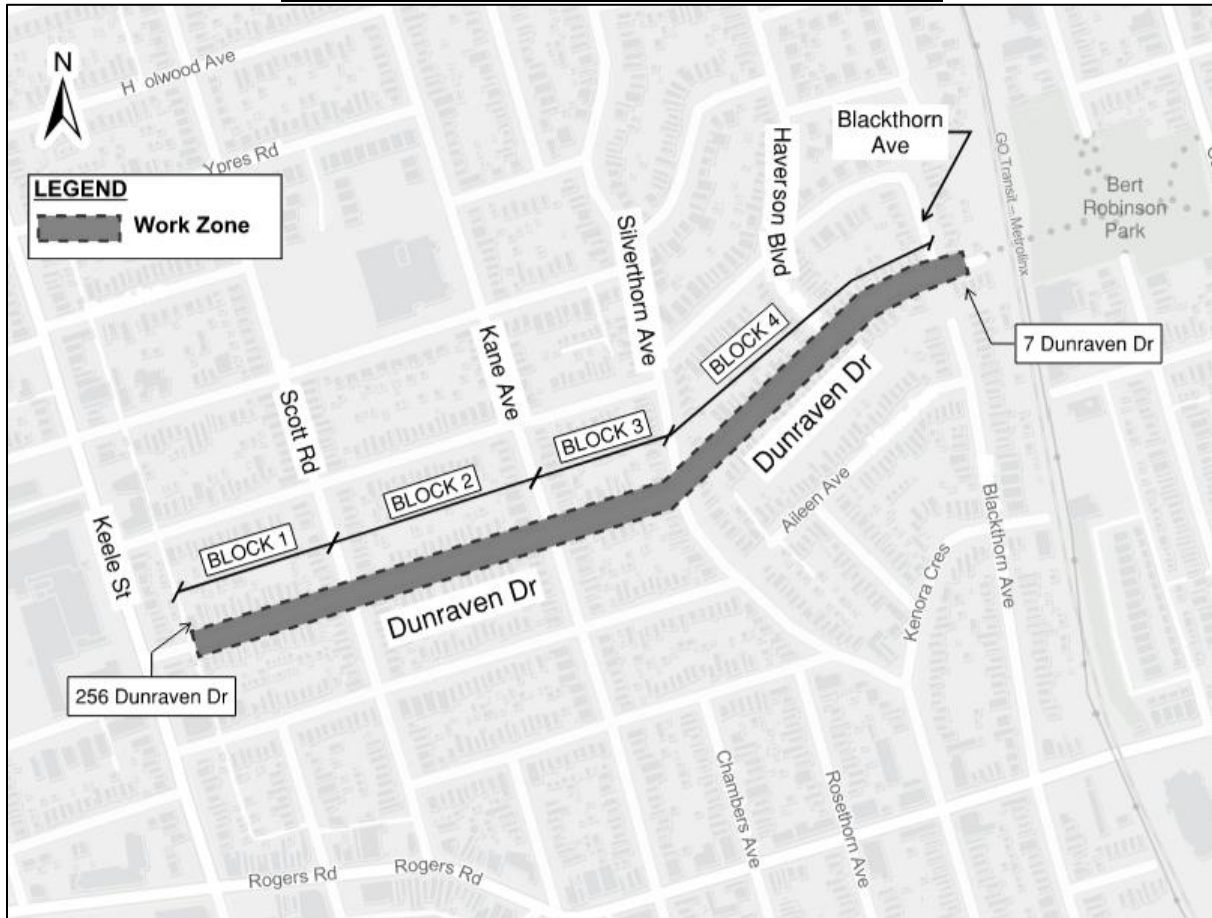 N
H olwood Ave
Ypres Rd
LEGEND
Work Zone
Haverson Blvd
Blackthorn
Ave
GO Transit – Metrolinx
Bert
Robinson
Park
Silverthorn Ave
Kane Ave
Scott Rd
Keele St
BLOCK 4
BLOCK 3
BLOCK 2
BLOCK 1
7 Dunraven Dr
Dunraven Dr
Dunraven Dr
256 Dunraven Dr
Aileen Ave
Kenora Cres
Blackthorn Ave
Chambers Ave
Rosethorn Ave
Rogers Rd
Rogers Rd